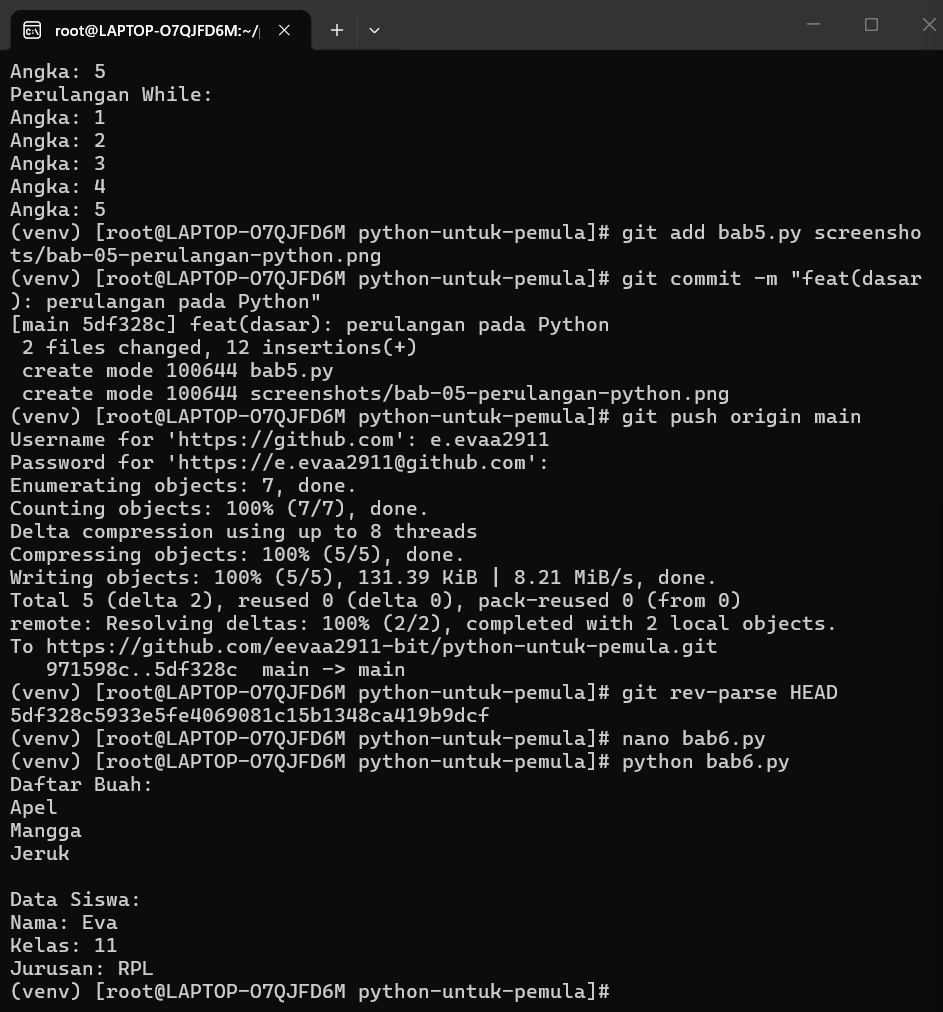 root@LAPTOP-O7QJFD6M:~/
Angka: 5
Perulangan While:
Angka: 1
Angka: 2
Angka: 3
Angka: 4
Angka: 5
(venv) [root@LAPTOP-O7QJFD6M python-untuk-pemula]# git add bab5.py screensho
ts/bab-05-perulangan-python.png
(venv) [root@LAPTOP-O7QJFD6M python-untuk-pemula]# git commit -m "feat(dasar
): perulangan pada Python"
[main 5df328c] feat(dasar): perulangan pada Python
 2 files changed, 12 insertions(+)
 create mode 100644 bab5.py
 create mode 100644 screenshots/bab-05-perulangan-python.png
(venv) [root@LAPTOP-O7QJFD6M python-untuk-pemula]# git push origin main
Username for 'https://github.com': e.evaa2911
Password for 'https://e.evaa2911@github.com':
Enumerating objects: 7, done.
Counting objects: 100% (7/7), done.
Delta compression using up to 8 threads
Compressing objects: 100% (5/5), done.
Writing objects: 100% (5/5), 131.39 KiB | 8.21 MiB/s, done.
Total 5 (delta 2), reused 0 (delta 0), pack-reused 0 (from 0)
remote: Resolving deltas: 100% (2/2), completed with 2 local objects.
To https://github.com/eevaa2911-bit/python-untuk-pemula.git
   971598c..5df328c  main -> main
(venv) [root@LAPTOP-O7QJFD6M python-untuk-pemula]# git rev-parse HEAD
5df328c5933e5fe4069081c15b1348ca419b9dcf
(venv) [root@LAPTOP-O7QJFD6M python-untuk-pemula]# nano bab6.py
(venv) [root@LAPTOP-O7QJFD6M python-untuk-pemula]# python bab6.py
Daftar Buah:
Apel
Mangga
Jeruk

Data Siswa:
Nama: Eva
Kelas: 11
Jurusan: RPL
(venv) [root@LAPTOP-O7QJFD6M python-untuk-pemula]#